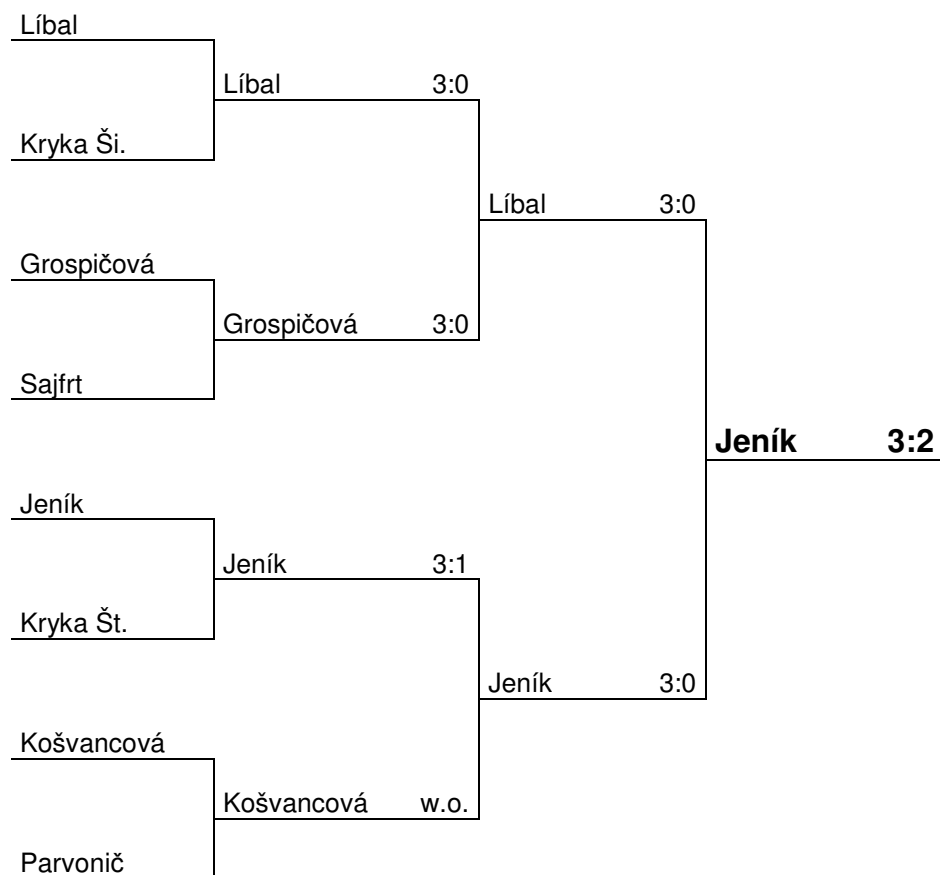 Líbal
Líbal 3:0
Kryka Ši.
Líbal 3:0
Grospičová
Grospičová 3:0
Sajfrt
Jeník 3:2
Jeník
Jeník 3:1
Kryka Št.
Jeník 3:0
Košvancová
Košvancová w.o.
Parvonič